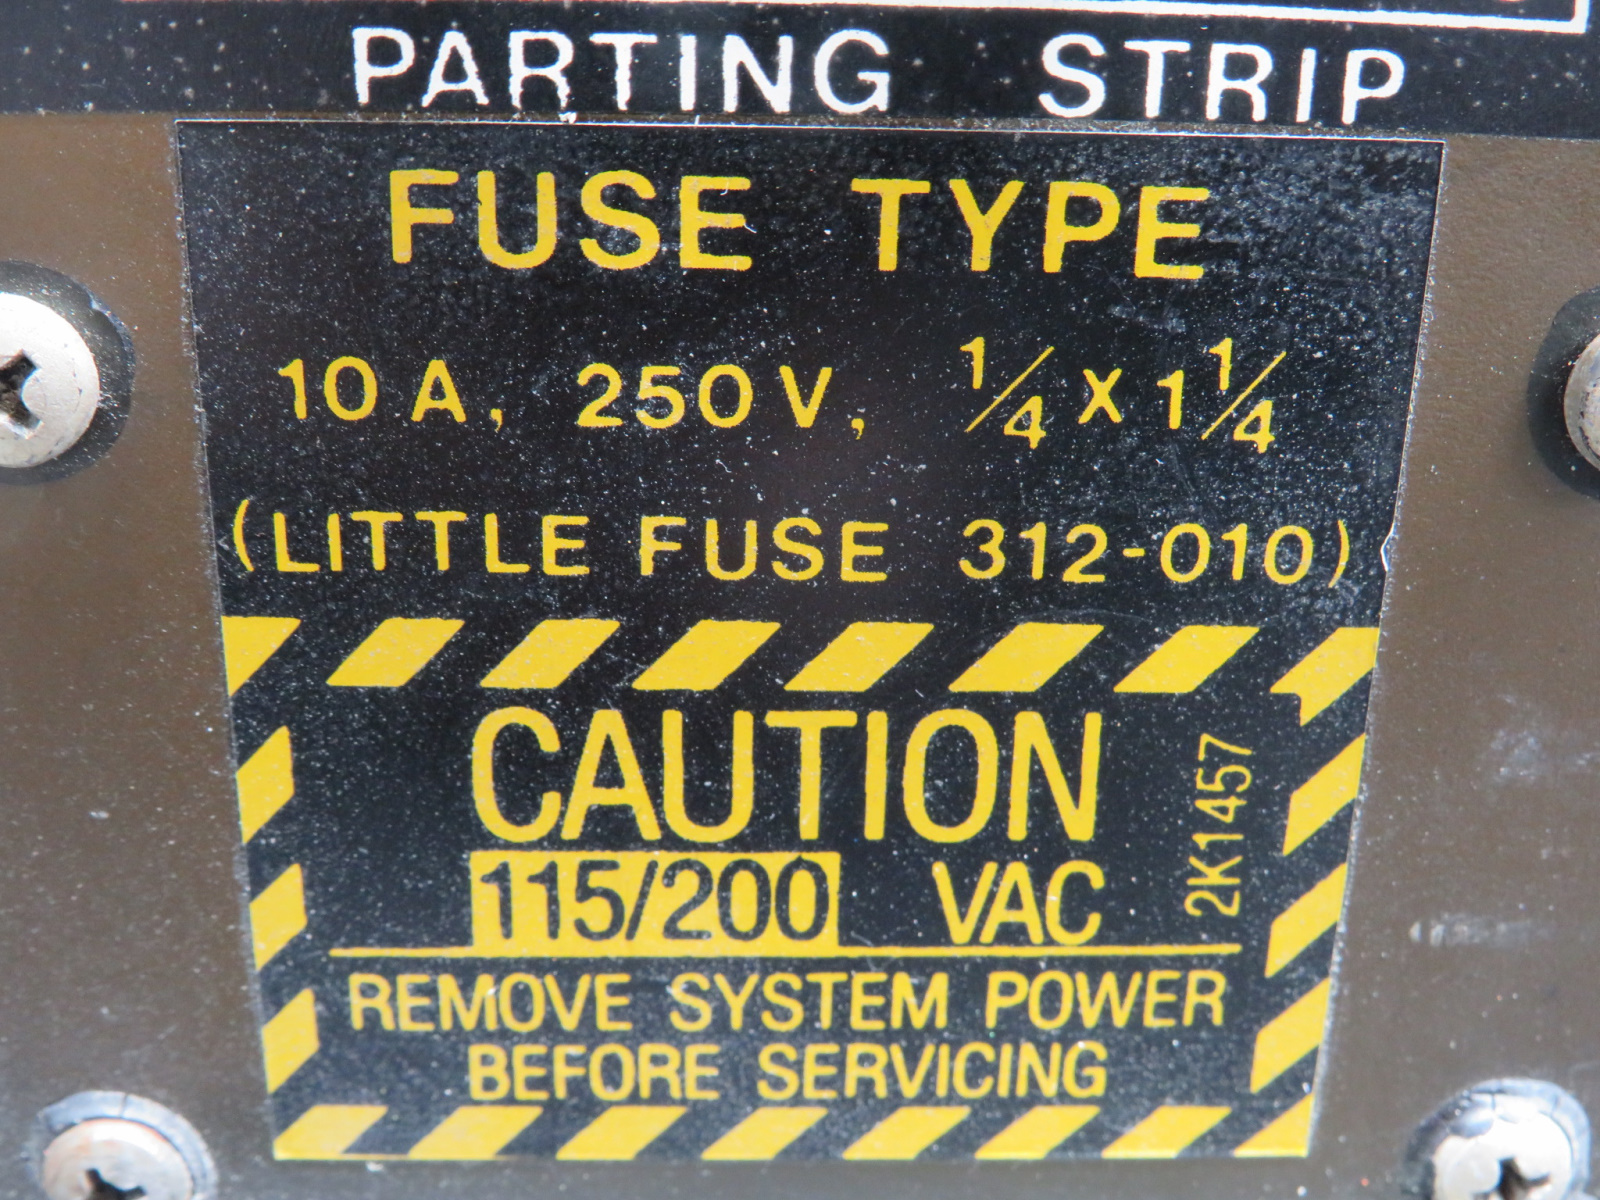 PARTING STRIP
FUSE TYPE
10 A, 250 V, 1/4 X 1 1/4
(LITTLE FUSE 312-010)
CAUTION
115/200 VAC
2K1457
REMOVE SYSTEM POWER
BEFORE SERVICING